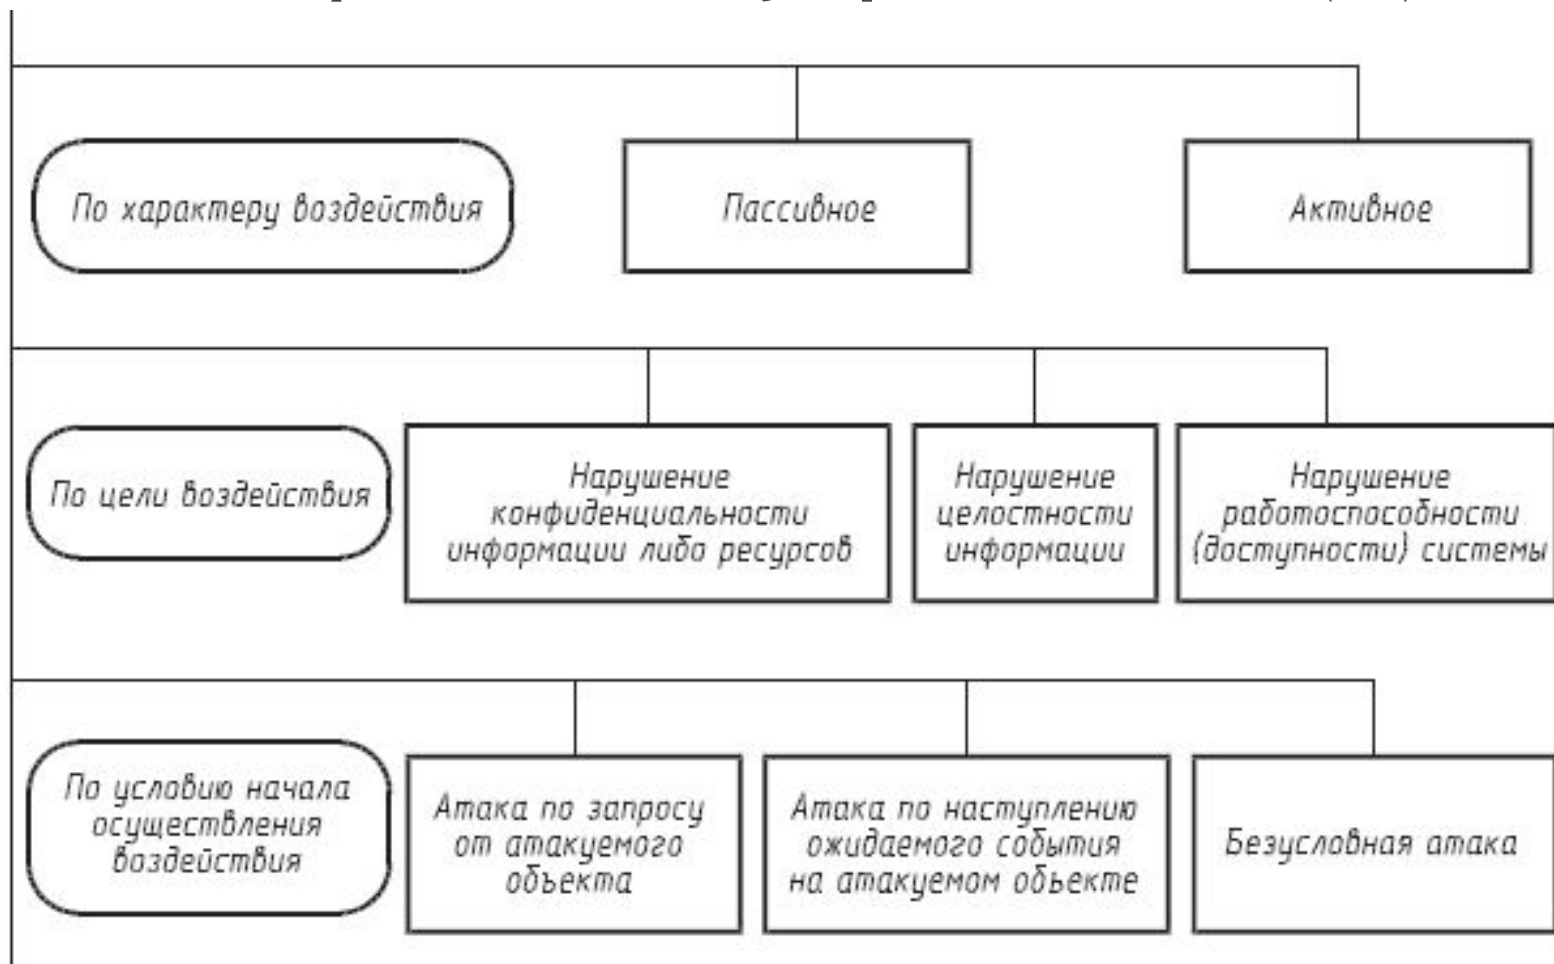 По характеру воздействия
Пассивное
Активное
По цели воздействия
Нарушение
конфиденциальности
информации либо ресурсов
Нарушение
целостности
информации
Нарушение
работоспособности
(доступности) системы
По условию начала
осуществления
воздействия
Атака по запросу
от атакуемого
объекта
Атака по наступлению
ожидаемого события
на атакуемом объекте
Безусловная атака